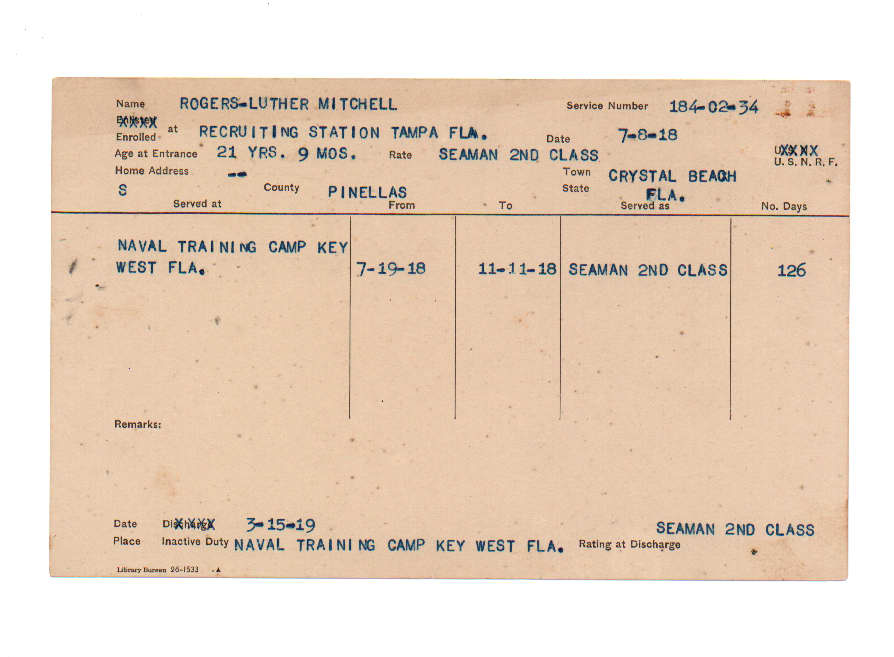 Name ROGERS-LUTHER MITCHELL Service Number 184-02-34
Enrolled at RECRUITING STATION TAMPA FLA. Date 7-8-18
Age at Entrance 21 YRS. 9 MOS. Rate SEAMAN 2ND CLASS U. S. N. R. F.
Home Address -- Town CRYSTAL BEACH
S County PINELLAS State FLA.
Served at From To Served as No. Days
NAVAL TRAINING CAMP KEY
WEST FLA. 7-19-18 11-11-18 SEAMAN 2ND CLASS 126
Remarks:
Date 3-15-19 SEAMAN 2ND CLASS
Place Inactive Duty NAVAL TRAINING CAMP KEY WEST FLA. Rating at Discharge
Library Bureau 26-1533 A